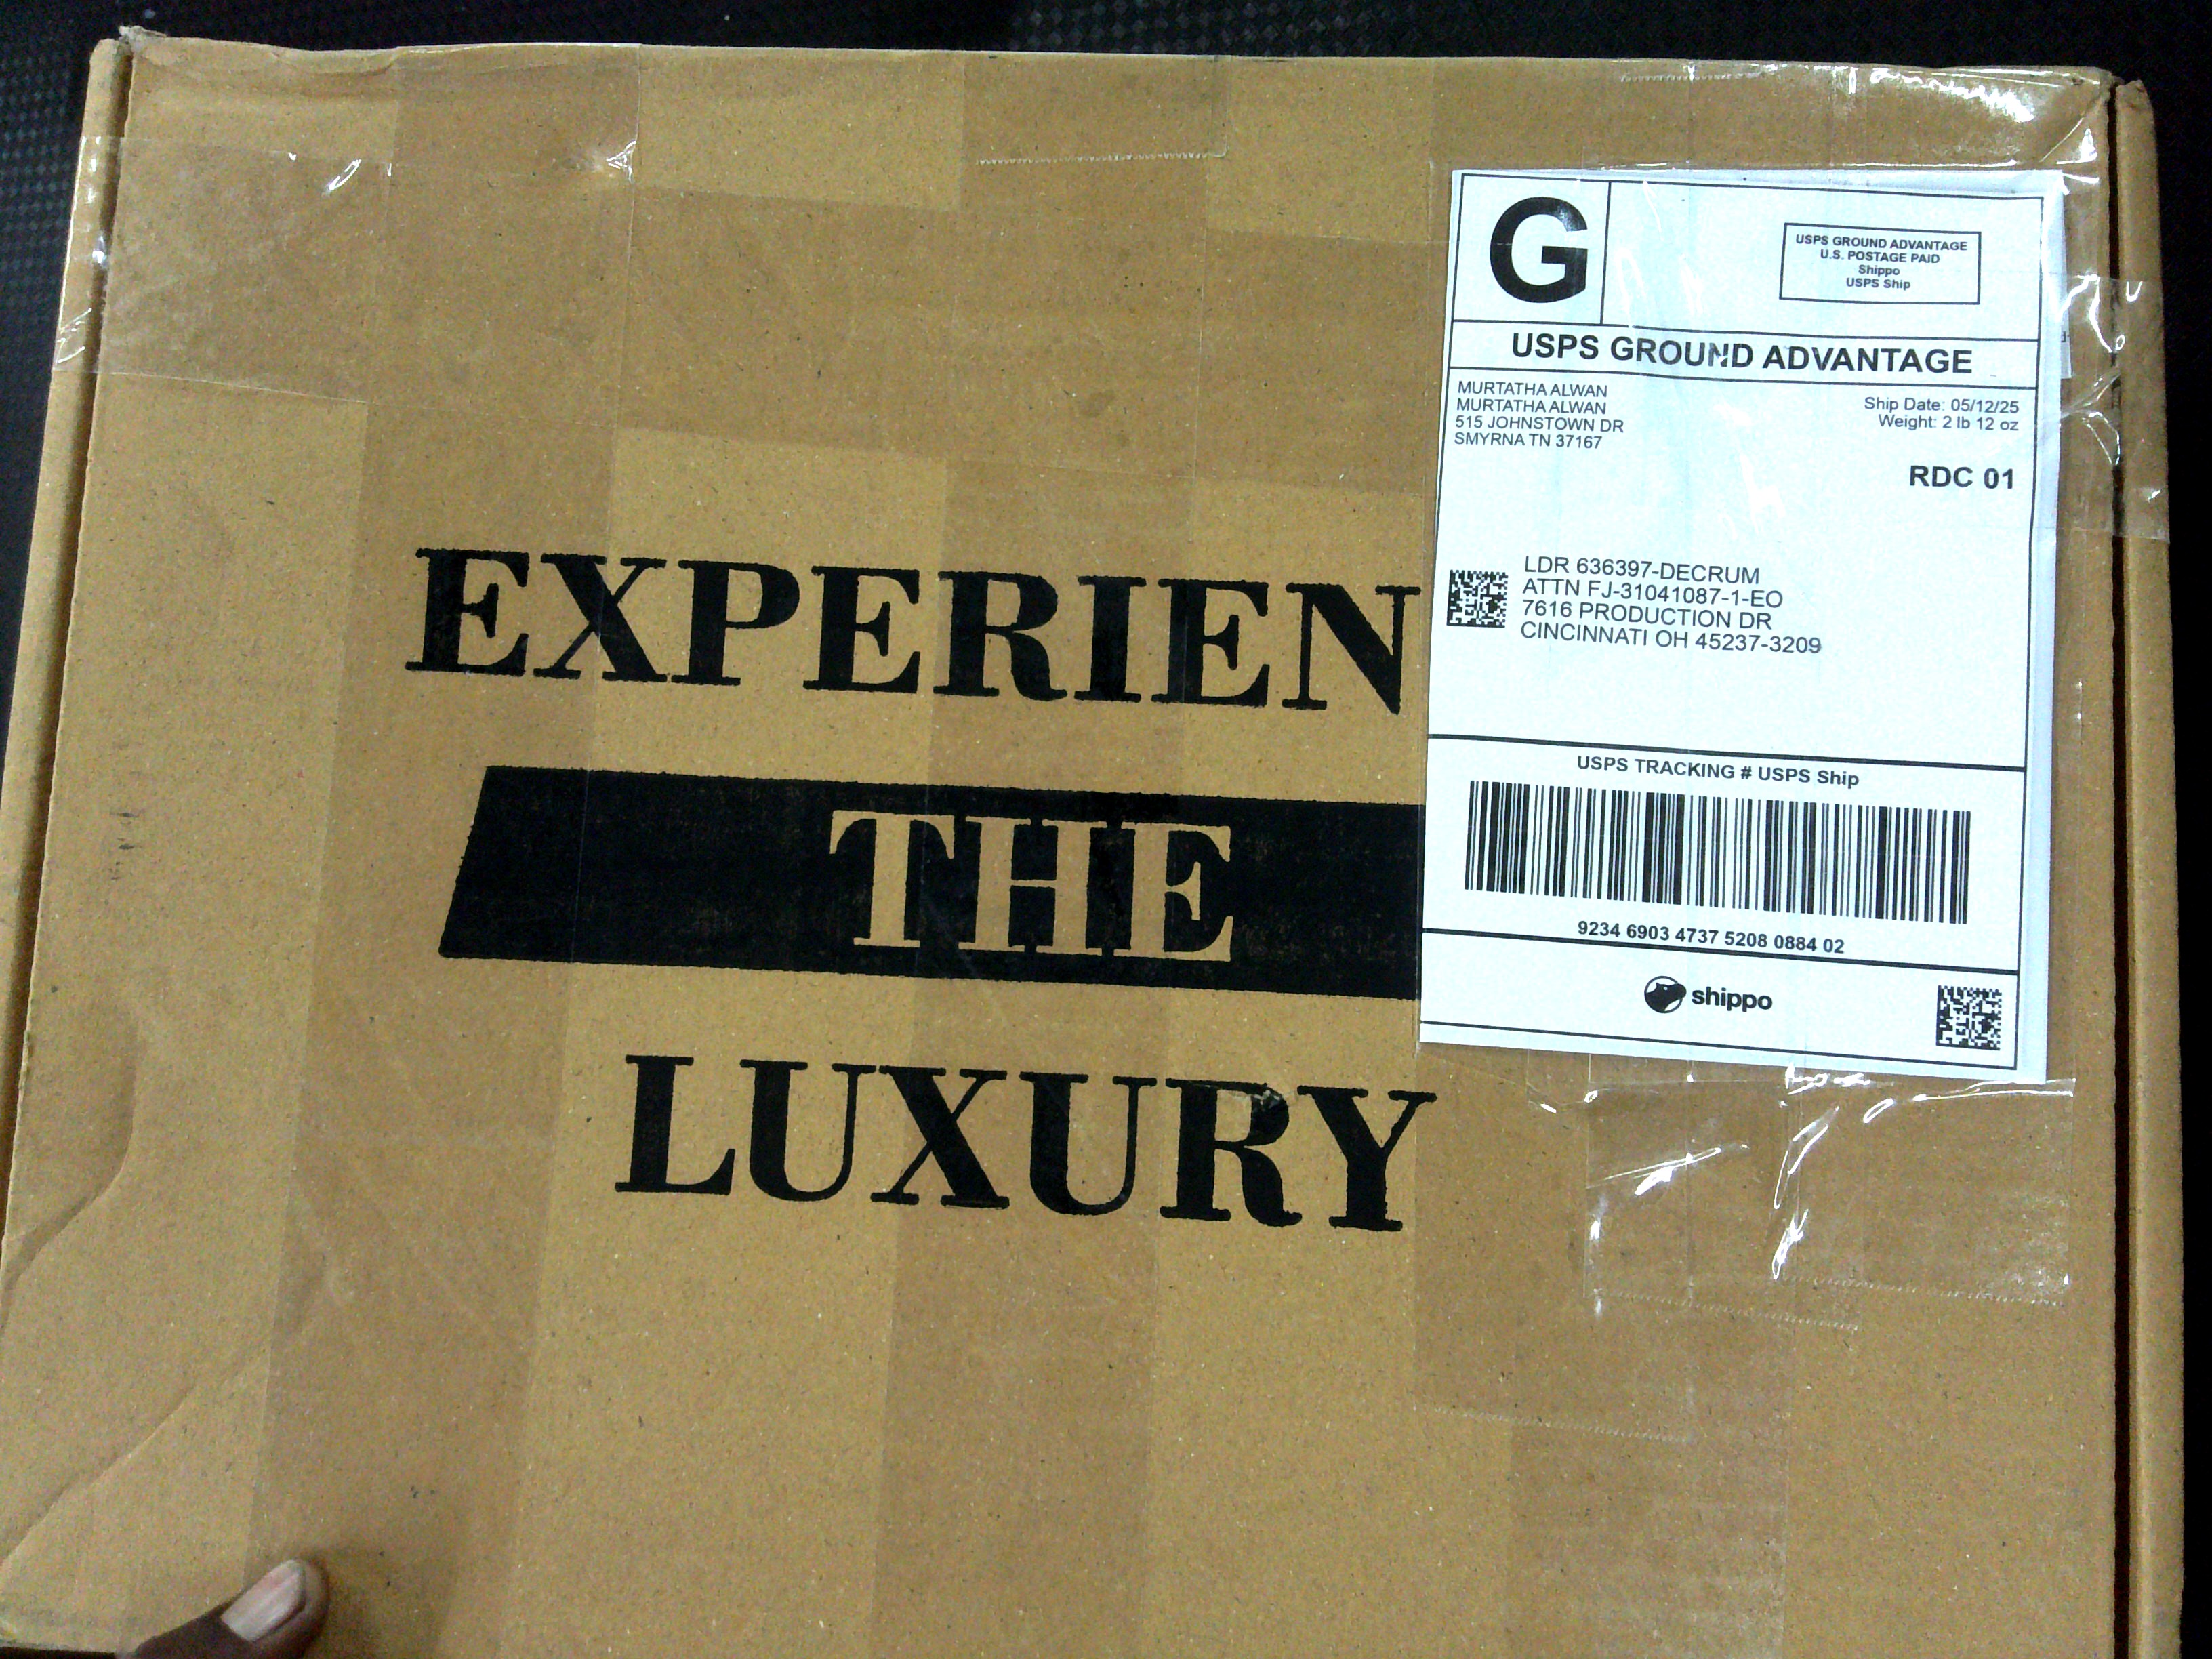 EXPERIEN
THE
LUXURY
G
USPS GROUND ADVANTAGE
U.S. POSTAGE PAID
Shippo
USPS Ship
USPS GROUND ADVANTAGE
MURTATHA ALWAN
MURTATHA ALWAN
515 JOHNSTOWN DR
SMYRNA TN 37167
Ship Date: 05/12/25
Weight: 2 lb 12 oz
RDC 01
LDR 636397-DECRUM
ATTN FJ-31041087-1-EO
7616 PRODUCTION DR
CINCINNATI OH 45237-3209
USPS TRACKING # USPS Ship
9234 6903 4737 5208 0884 02
shippo